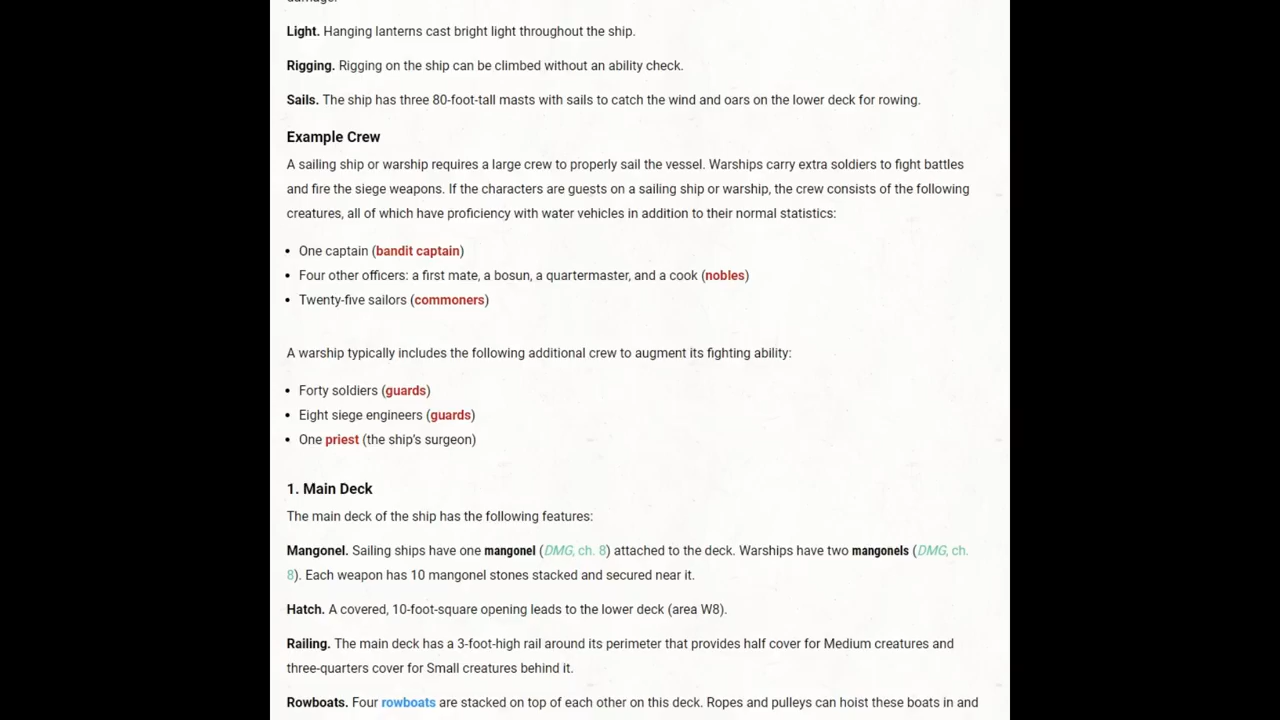 damage.
Light. Hanging lanterns cast bright light throughout the ship.
Rigging. Rigging on the ship can be climbed without an ability check.
Sails. The ship has three 80-foot-tall masts with sails to catch the wind and oars on the lower deck for rowing.
Example Crew
A sailing ship or warship requires a large crew to properly sail the vessel. Warships carry extra soldiers to fight battles
and fire the siege weapons. If the characters are guests on a sailing ship or warship, the crew consists of the following
creatures, all of which have proficiency with water vehicles in addition to their normal statistics:
• One captain (bandit captain)
• Four other officers: a first mate, a bosun, a quartermaster, and a cook (nobles)
• Twenty-five sailors (commoners)
A warship typically includes the following additional crew to augment its fighting ability:
• Forty soldiers (guards)
• Eight siege engineers (guards)
• One priest (the ship’s surgeon)
1. Main Deck
The main deck of the ship has the following features:
Mangonel. Sailing ships have one mangonel (DMG, ch. 8) attached to the deck. Warships have two mangonels (DMG, ch.
8). Each weapon has 10 mangonel stones stacked and secured near it.
Hatch. A covered, 10-foot-square opening leads to the lower deck (area W8).
Railing. The main deck has a 3-foot-high rail around its perimeter that provides half cover for Medium creatures and
three-quarters cover for Small creatures behind it.
Rowboats. Four rowboats are stacked on top of each other on this deck. Ropes and pulleys can hoist these boats in and